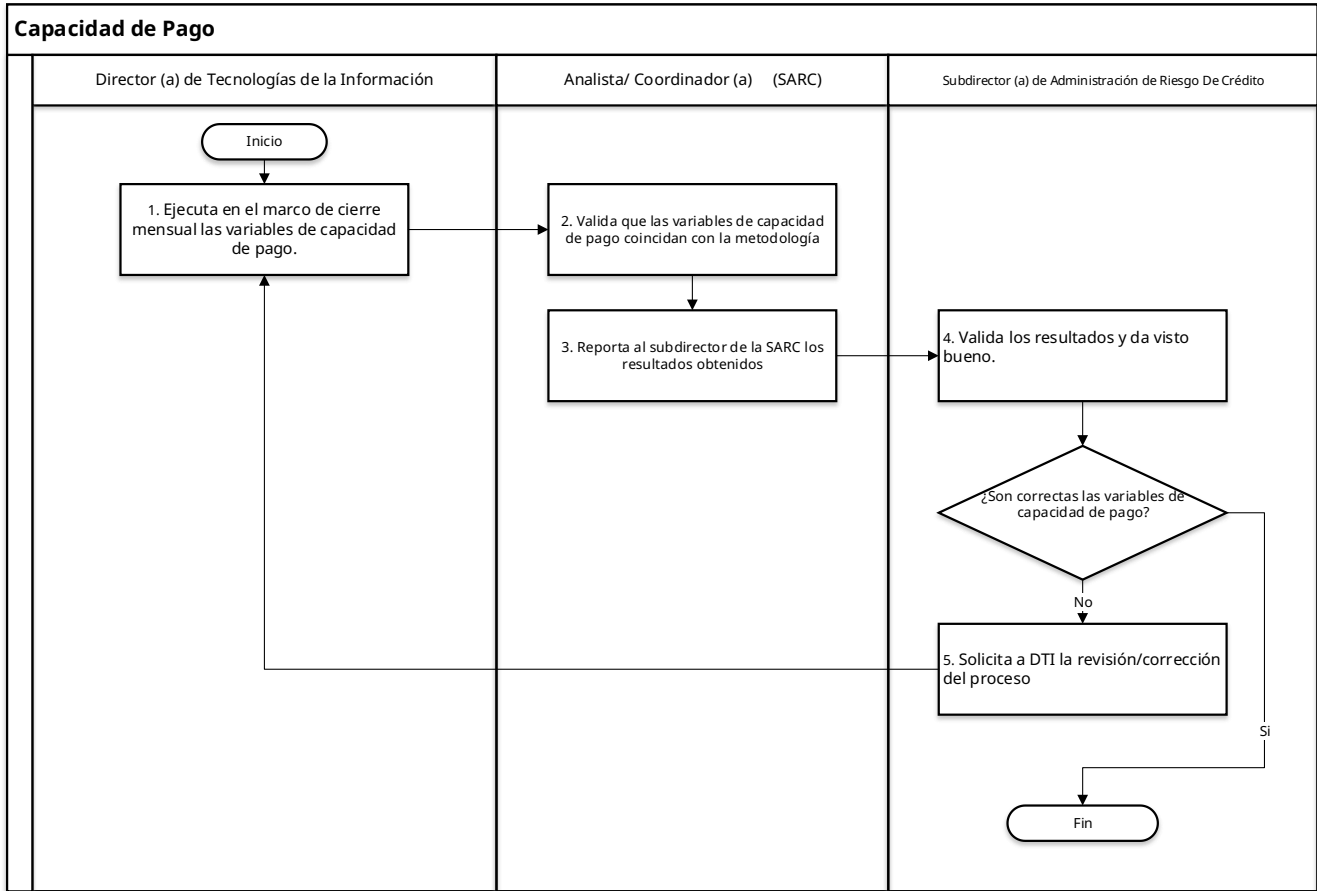 Capacidad de Pago
Director (a) de Tecnologías de la Información
Analista/ Coordinador (a) (SARC)
Subdirector (a) de Administración de Riesgo De Crédito
Inicio
1. Ejecuta en el marco de cierre
mensual las variables de capacidad
de pago.
2. Valida que las variables de capacidad
de pago coincidan con la metodología
3. Reporta al subdirector de la SARC los
resultados obtenidos
4. Valida los resultados y da visto
bueno.
¿Son correctas las variables de
capacidad de pago?
No
5. Solicita a DTI la revisión/corrección
del proceso
Si
Fin